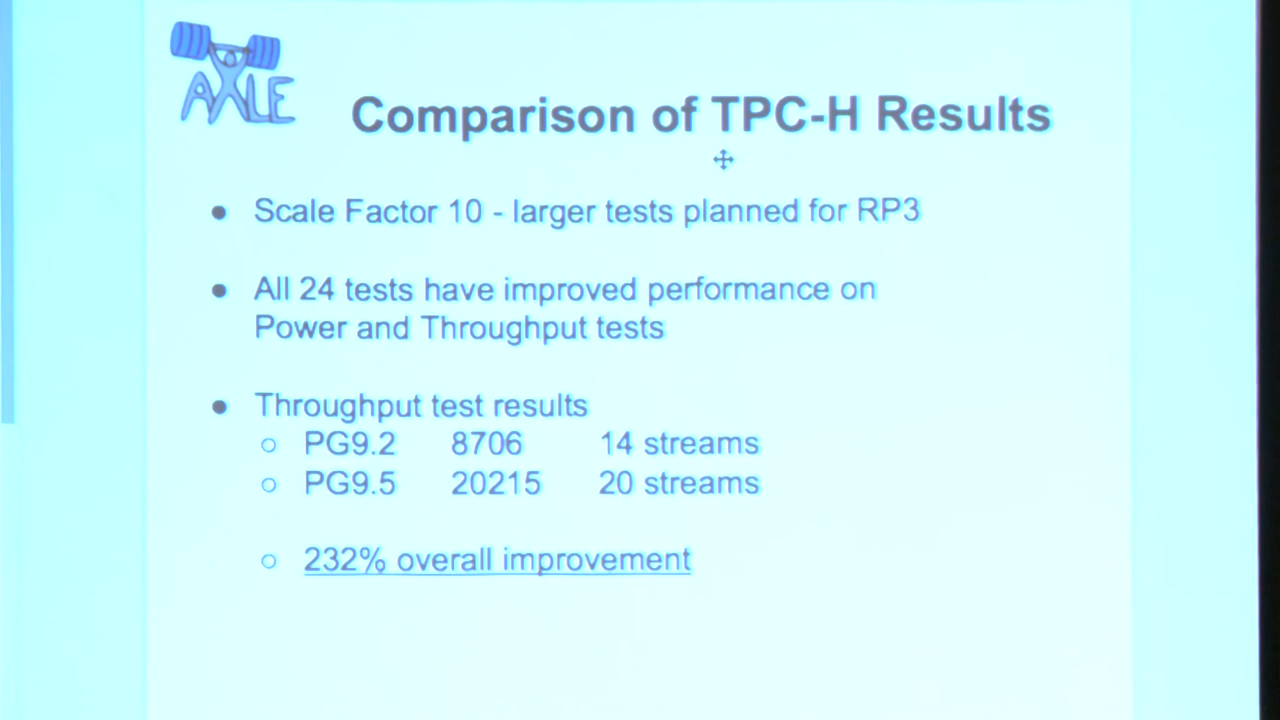 AXLE
Comparison of TPC-H Results
● Scale Factor 10 - larger tests planned for RP3
● All 24 tests have improved performance on
Power and Throughput tests
● Throughput test results
○ PG9.2 8706 14 streams
○ PG9.5 20215 20 streams
○ 232% overall improvement